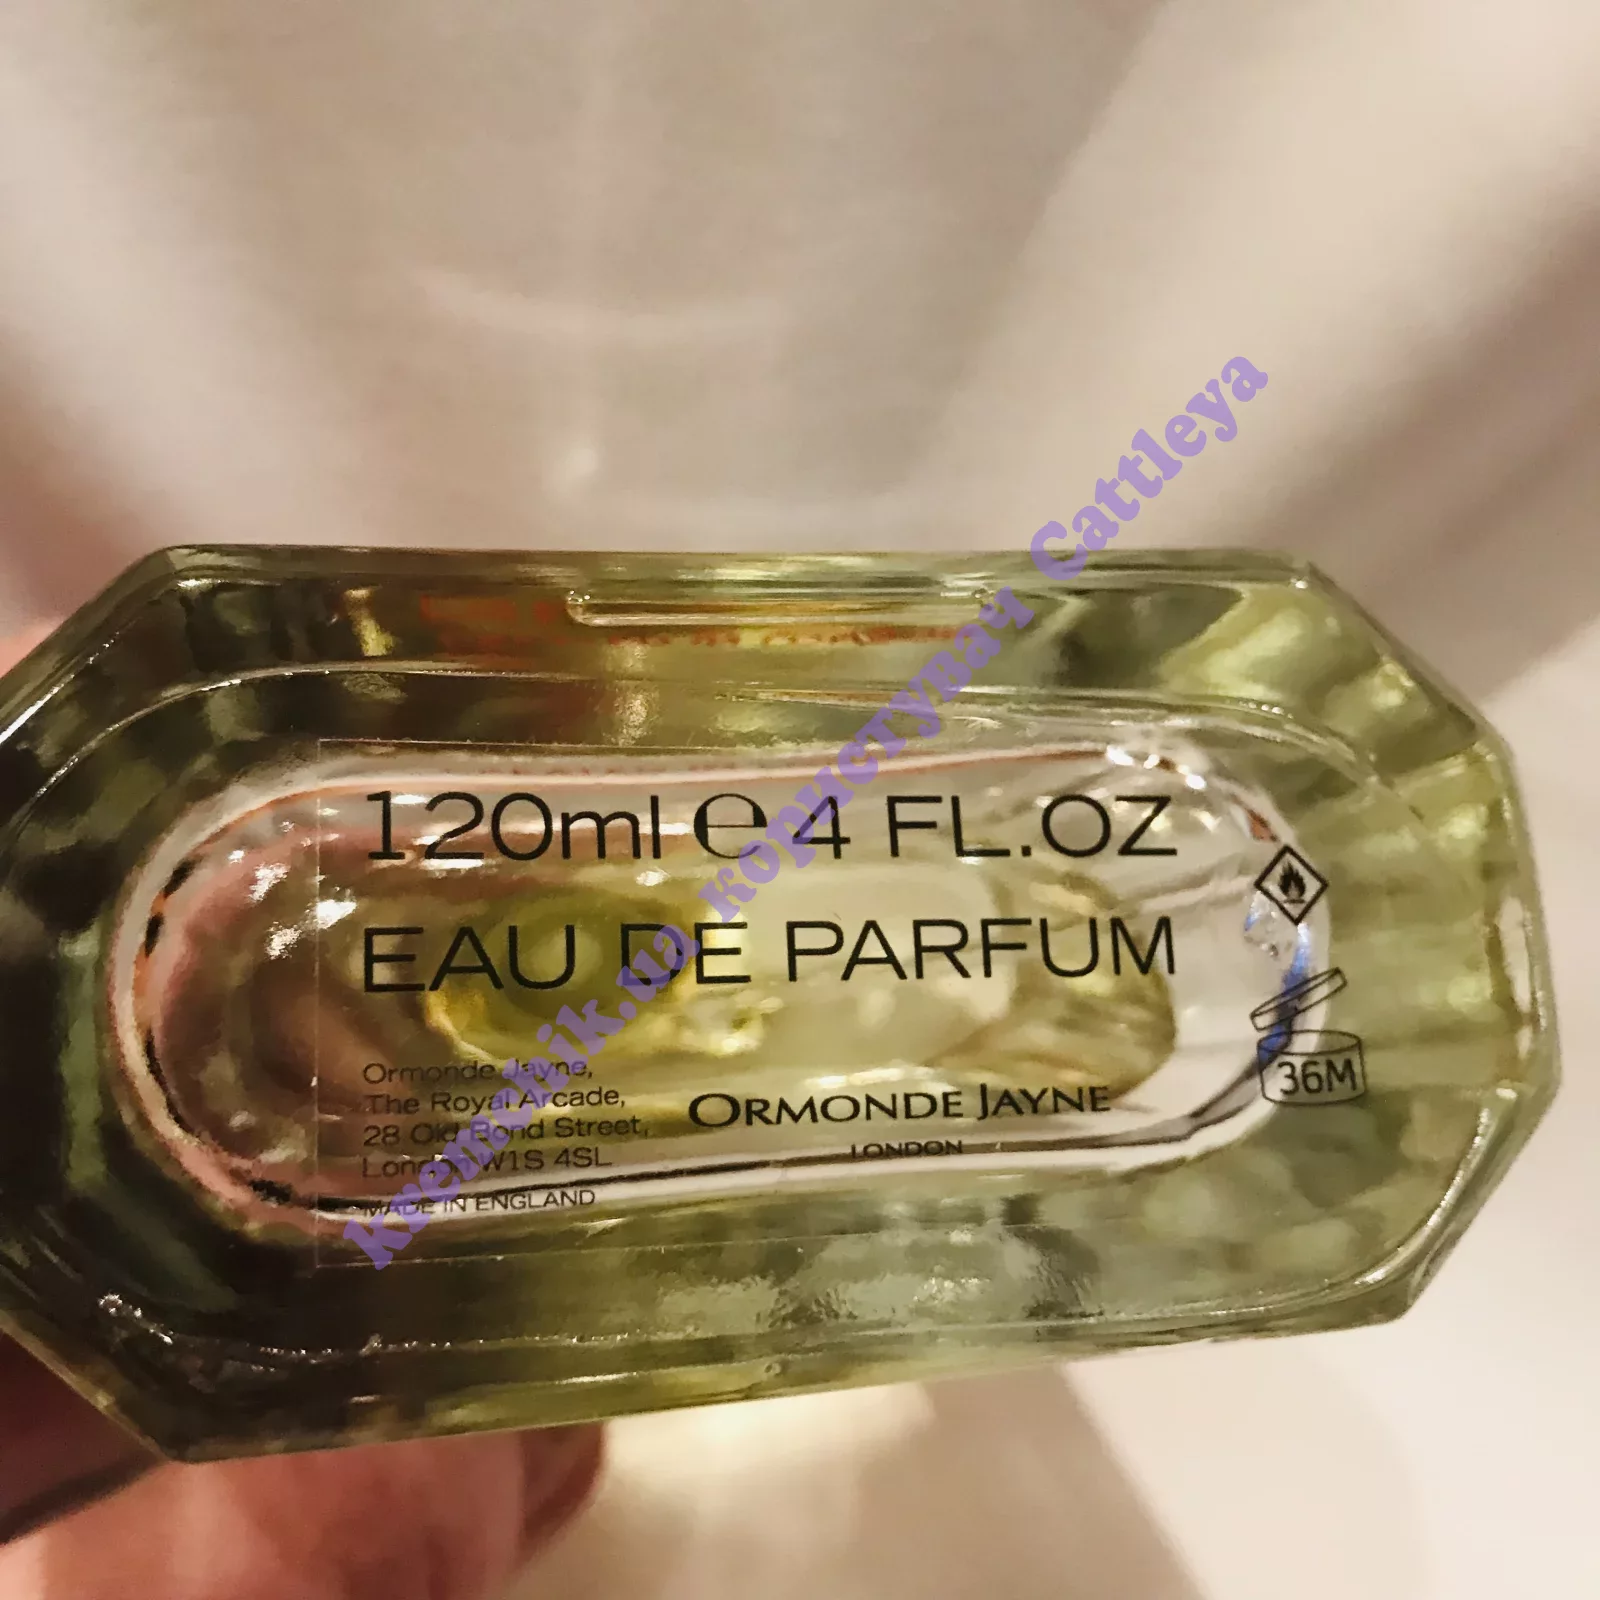 120ml ℮ 4 FL.OZ
EAU DE PARFUM
Ormonde Jayne,
The Royal Arcade,
28 Old Bond Street,
London W1S 4SL
MADE IN ENGLAND
ORMONDE JAYNE
LONDON
36M
kremchik.ua користувач Cattleya